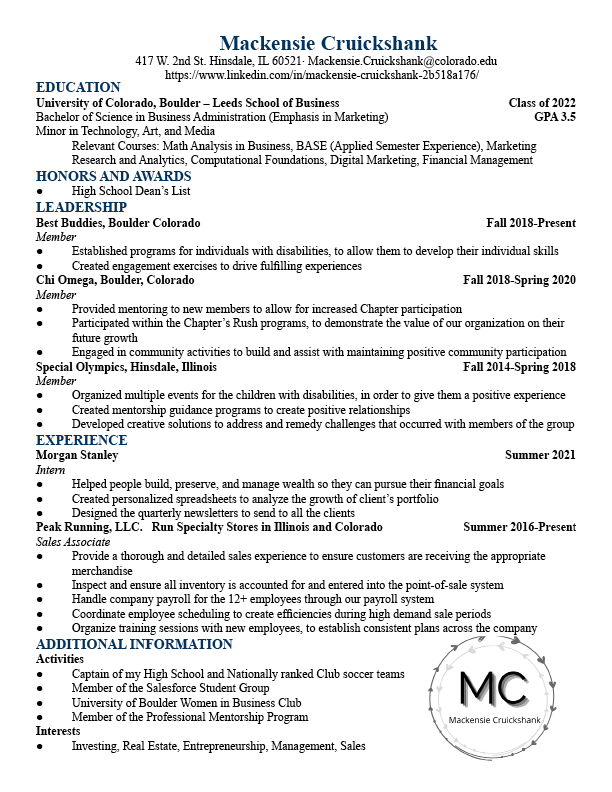 Mackensie Cruickshank
417 W. 2nd St. Hinsdale, IL 60521· Mackensie.Cruickshank@colorado.edu
https://www.linkedin.com/in/mackensie-cruickshank-2b518a176/
EDUCATION
University of Colorado, Boulder – Leeds School of Business Class of 2022
Bachelor of Science in Business Administration (Emphasis in Marketing) GPA 3.5
Minor in Technology, Art, and Media
Relevant Courses: Math Analysis in Business, BASE (Applied Semester Experience), Marketing
Research and Analytics, Computational Foundations, Digital Marketing, Financial Management
HONORS AND AWARDS
● High School Dean's List
LEADERSHIP
Best Buddies, Boulder Colorado Fall 2018-Present
Member
● Established programs for individuals with disabilities, to allow them to develop their individual skills
● Created engagement exercises to drive fulfilling experiences
Chi Omega, Boulder, Colorado Fall 2018-Spring 2020
Member
● Provided mentoring to new members to allow for increased Chapter participation
● Participated within the Chapter's Rush programs, to demonstrate the value of our organization on their
future growth
● Engaged in community activities to build and assist with maintaining positive community participation
Special Olympics, Hinsdale, Illinois Fall 2014-Spring 2018
Member
● Organized multiple events for the children with disabilities, in order to give them a positive experience
● Created mentorship guidance programs to create positive relationships
● Developed creative solutions to address and remedy challenges that occurred with members of the group
EXPERIENCE
Morgan Stanley Summer 2021
Intern
● Helped people build, preserve, and manage wealth so they can pursue their financial goals
● Created personalized spreadsheets to analyze the growth of client's portfolio
● Designed the quarterly newsletters to send to all the clients
Peak Running, LLC. Run Specialty Stores in Illinois and Colorado Summer 2016-Present
Sales Associate
● Provide a thorough and detailed sales experience to ensure customers are receiving the appropriate
merchandise
● Inspect and ensure all inventory is accounted for and entered into the point-of-sale system
● Handle company payroll for the 12+ employees through our payroll system
● Coordinate employee scheduling to create efficiencies during high demand sale periods
● Organize training sessions with new employees, to establish consistent plans across the company
ADDITIONAL INFORMATION
Activities
● Captain of my High School and Nationally ranked Club soccer teams
● Member of the Salesforce Student Group
● University of Boulder Women in Business Club
● Member of the Professional Mentorship Program
Interests
● Investing, Real Estate, Entrepreneurship, Management, Sales
MC
Mackensie Cruickshank